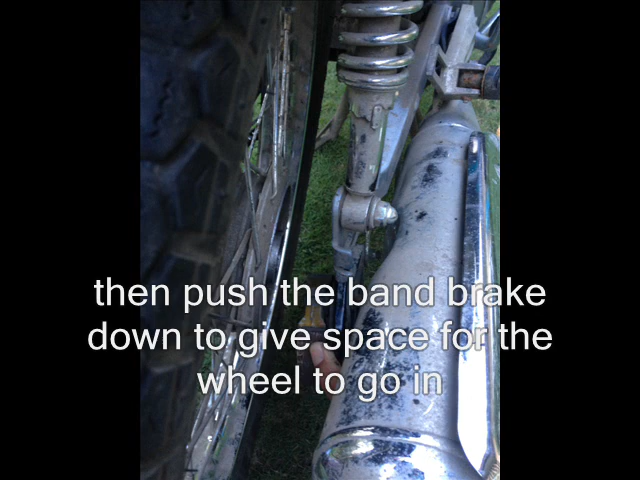 then push the band brake
down to give space for the
wheel to go in